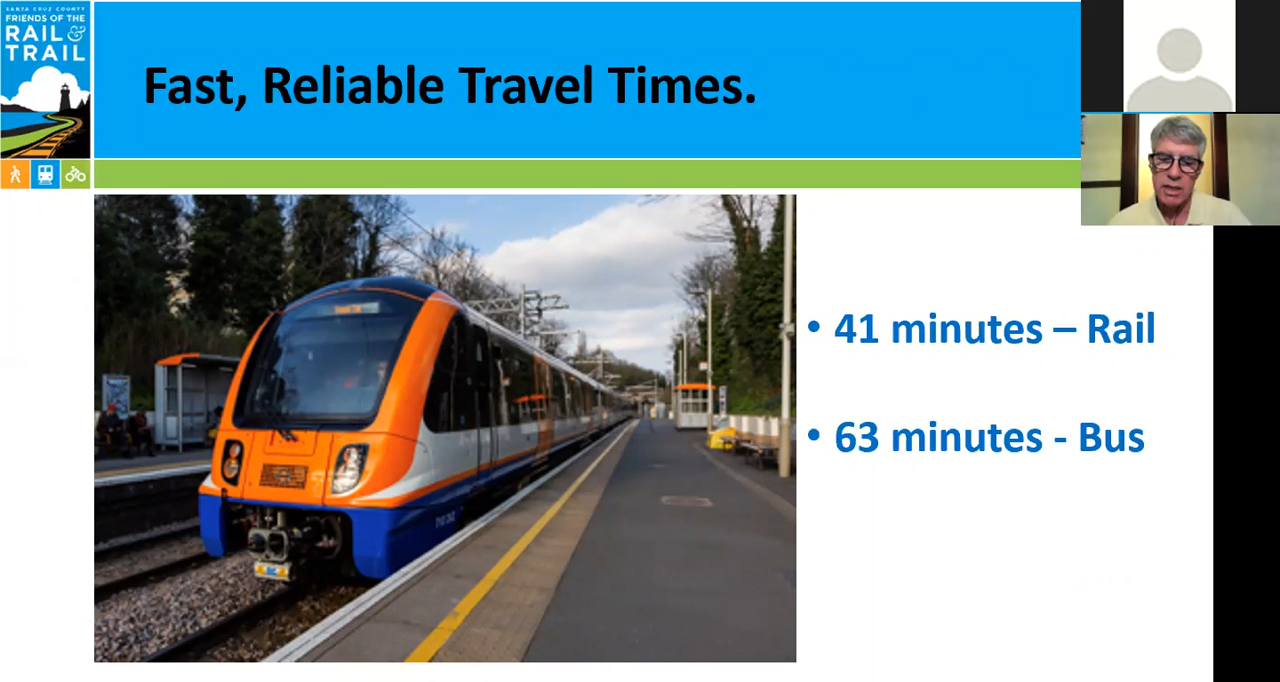 SANTA CRUZ COUNTY
FRIENDS OF THE
RAIL &
TRAIL
Fast, Reliable Travel Times.
• 41 minutes – Rail
• 63 minutes - Bus